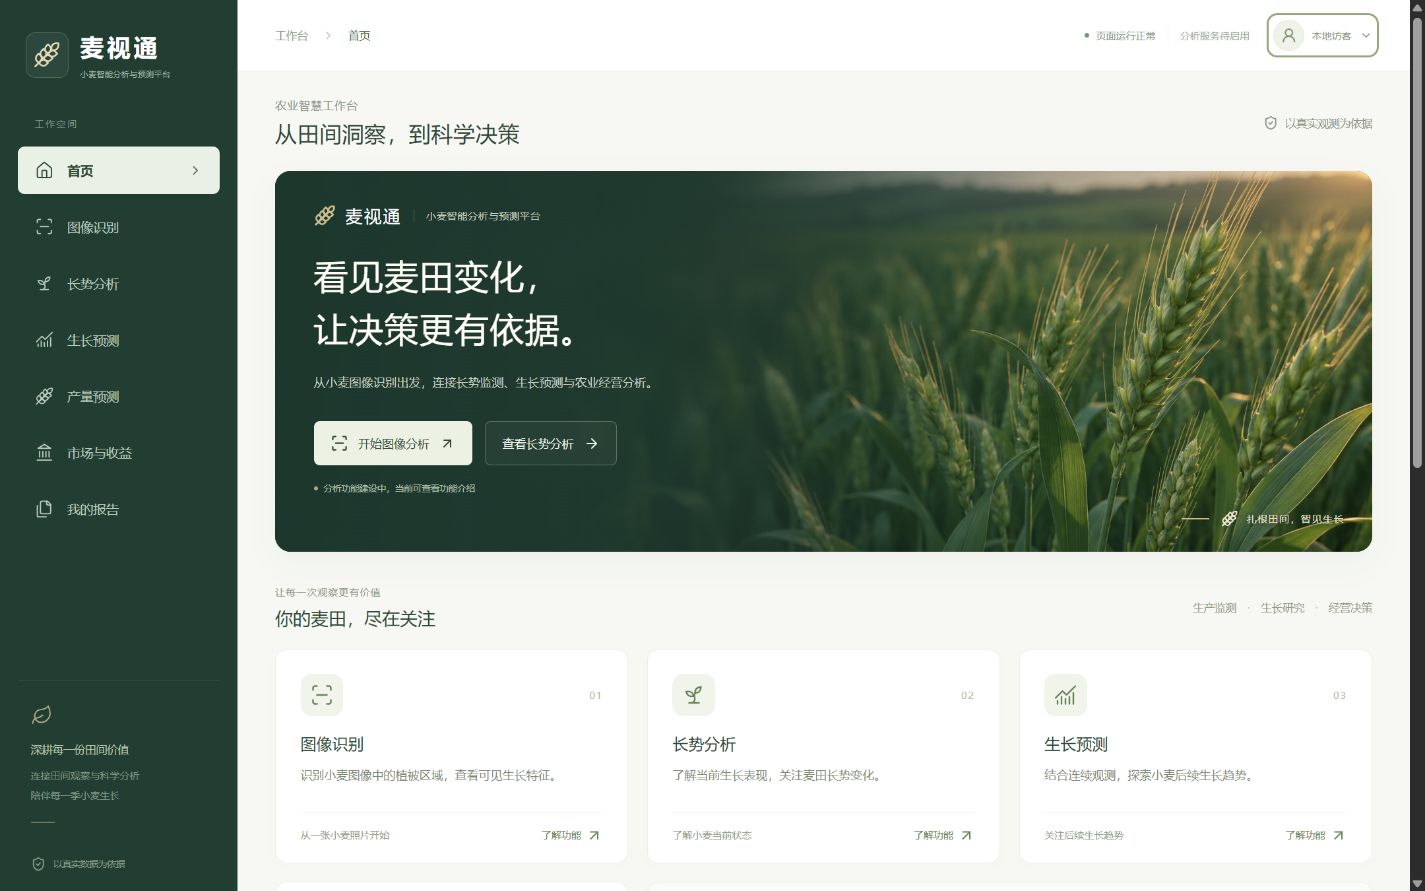 麦视通
小麦智能分析与预测平台
工作空间
首页
图像识别
长势分析
生长预测
产量预测
市场与收益
我的报告
深耕每一份田间价值
连接田间观察与科学分析
陪伴每一季小麦生长
以真实数据为依据
工作台 > 首页
页面运行正常
分析服务待启用
本地访客
农业智慧工作台
从田间洞察，到科学决策
以真实观测为依据
麦视通
小麦智能分析与预测平台
看见麦田变化，
让决策更有依据。
从小麦图像识别出发，连接长势监测、生长预测与农业经营分析。
开始图像分析
查看长势分析
分析功能建设中，当前可查看功能介绍
扎根田间，智见生长
让每一次观察更有价值
你的麦田，尽在关注
生产监测 · 生长研究 · 经营决策
01
图像识别
识别小麦图像中的植被区域，查看可见生长特征。
从一张小麦照片开始
了解功能
02
长势分析
了解当前生长表现，关注麦田长势变化。
了解小麦当前状态
了解功能
03
生长预测
结合连续观测，探索小麦后续生长趋势。
关注后续生长趋势
了解功能